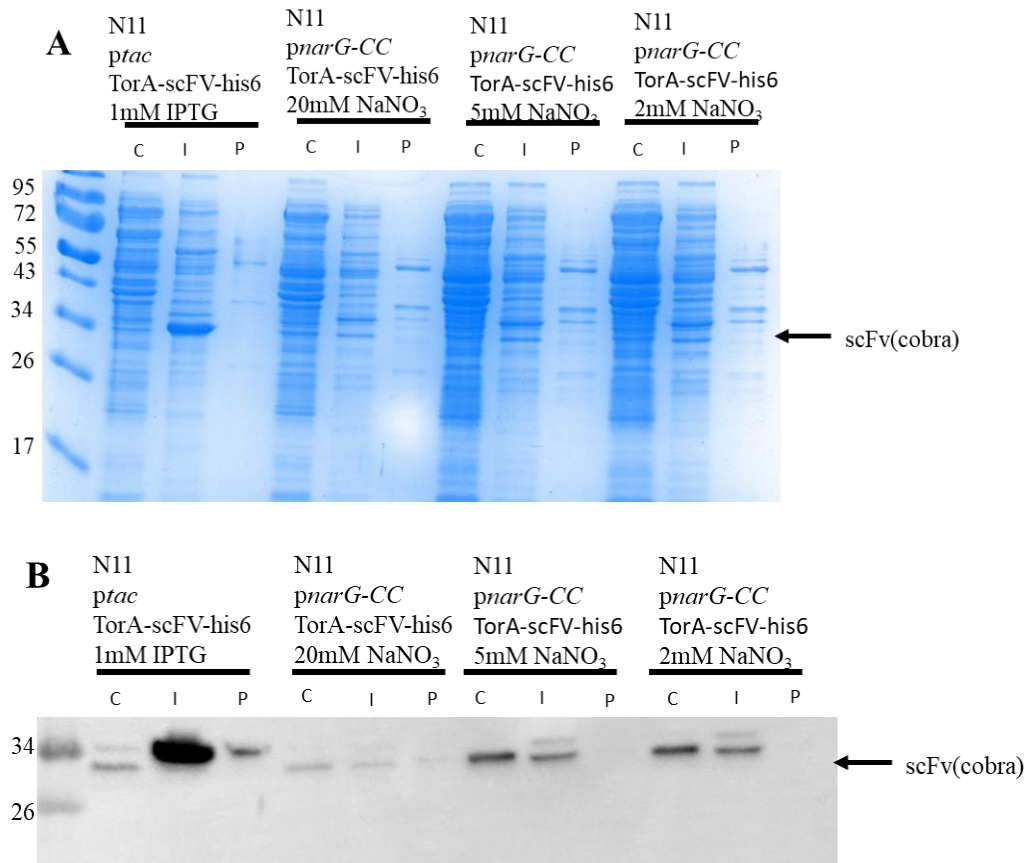 A
N11
ptac
TorA-scFV-his6
1mM IPTG
N11
pnarG-CC
TorA-scFV-his6
20mM NaNO₃
N11
pnarG-CC
TorA-scFV-his6
5mM NaNO₃
N11
pnarG-CC
TorA-scFV-his6
2mM NaNO₃
C I P C I P C I P C I P
95
72
55
43
34
26
17
scFv(cobra)
B
N11
ptac
TorA-scFV-his6
1mM IPTG
N11
pnarG-CC
TorA-scFV-his6
20mM NaNO₃
N11
pnarG-CC
TorA-scFV-his6
5mM NaNO₃
N11
pnarG-CC
TorA-scFV-his6
2mM NaNO₃
C I P C I P C I P C I P
34
26
scFv(cobra)